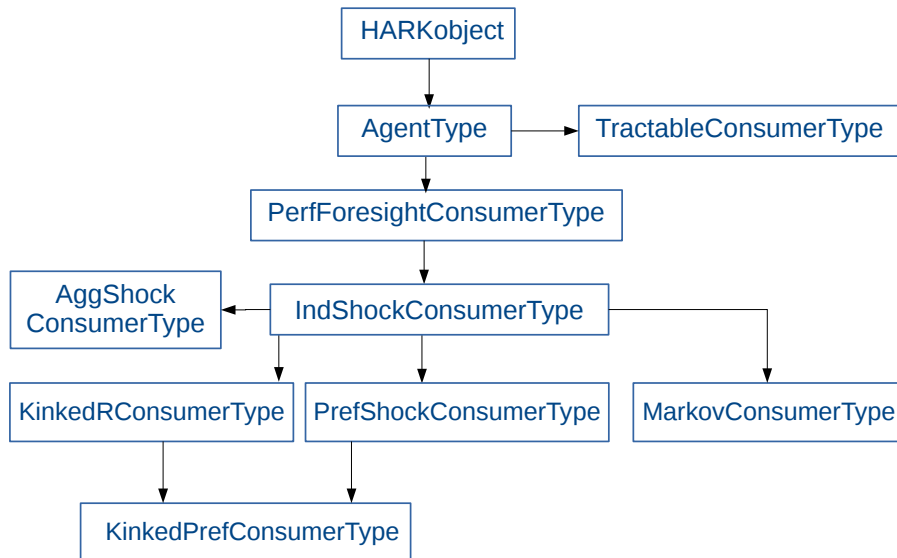 HARKobject
AgentType
TractableConsumerType
PerfForesightConsumerType
AggShock
ConsumerType
IndShockConsumerType
KinkedRConsumerType
PrefShockConsumerType
MarkovConsumerType
KinkedPrefConsumerType